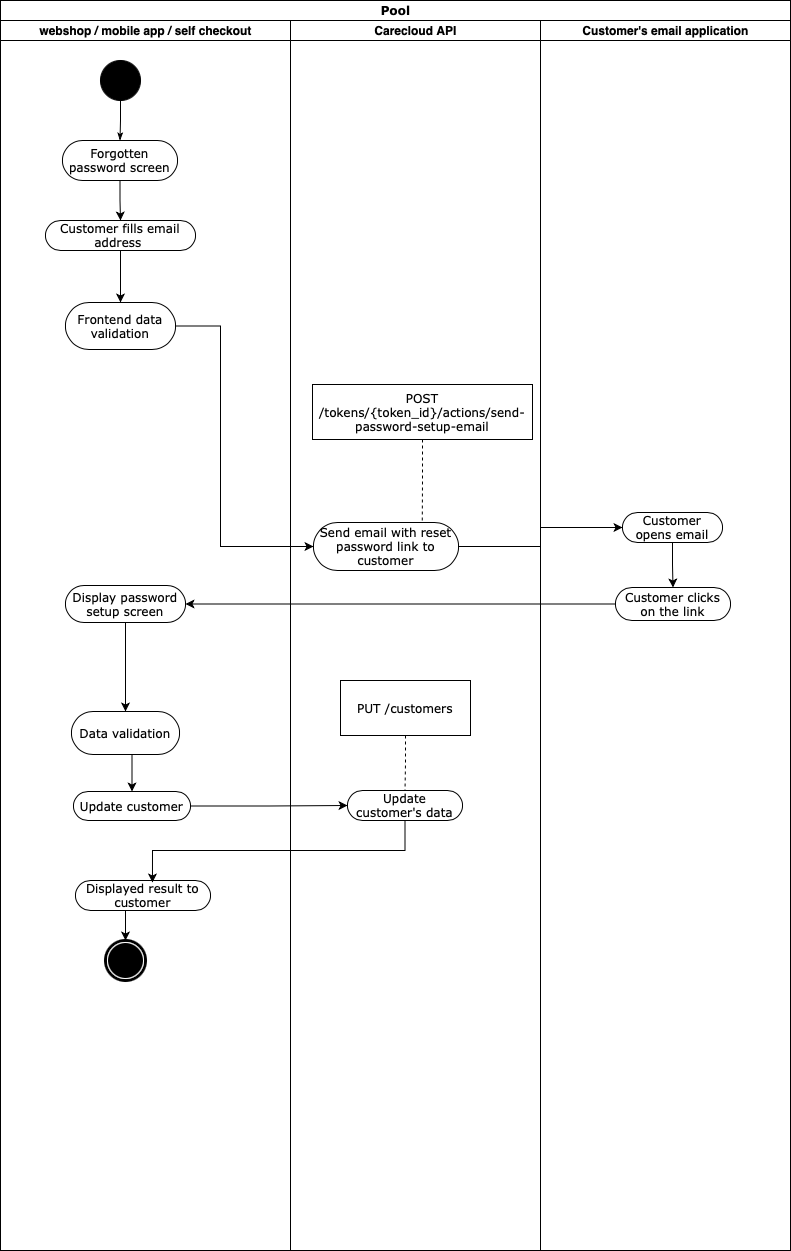 Pool
webshop / mobile app / self checkout
Carecloud API
Customer's email application
Forgotten
password screen
Customer fills email
address
Frontend data
validation
POST
/tokens/{token_id}/actions/send-
password-setup-email
Send email with reset
password link to
customer
Customer
opens email
Display password
setup screen
Customer clicks
on the link
PUT /customers
Data validation
Update customer
Update
customer's data
Displayed result to
customer